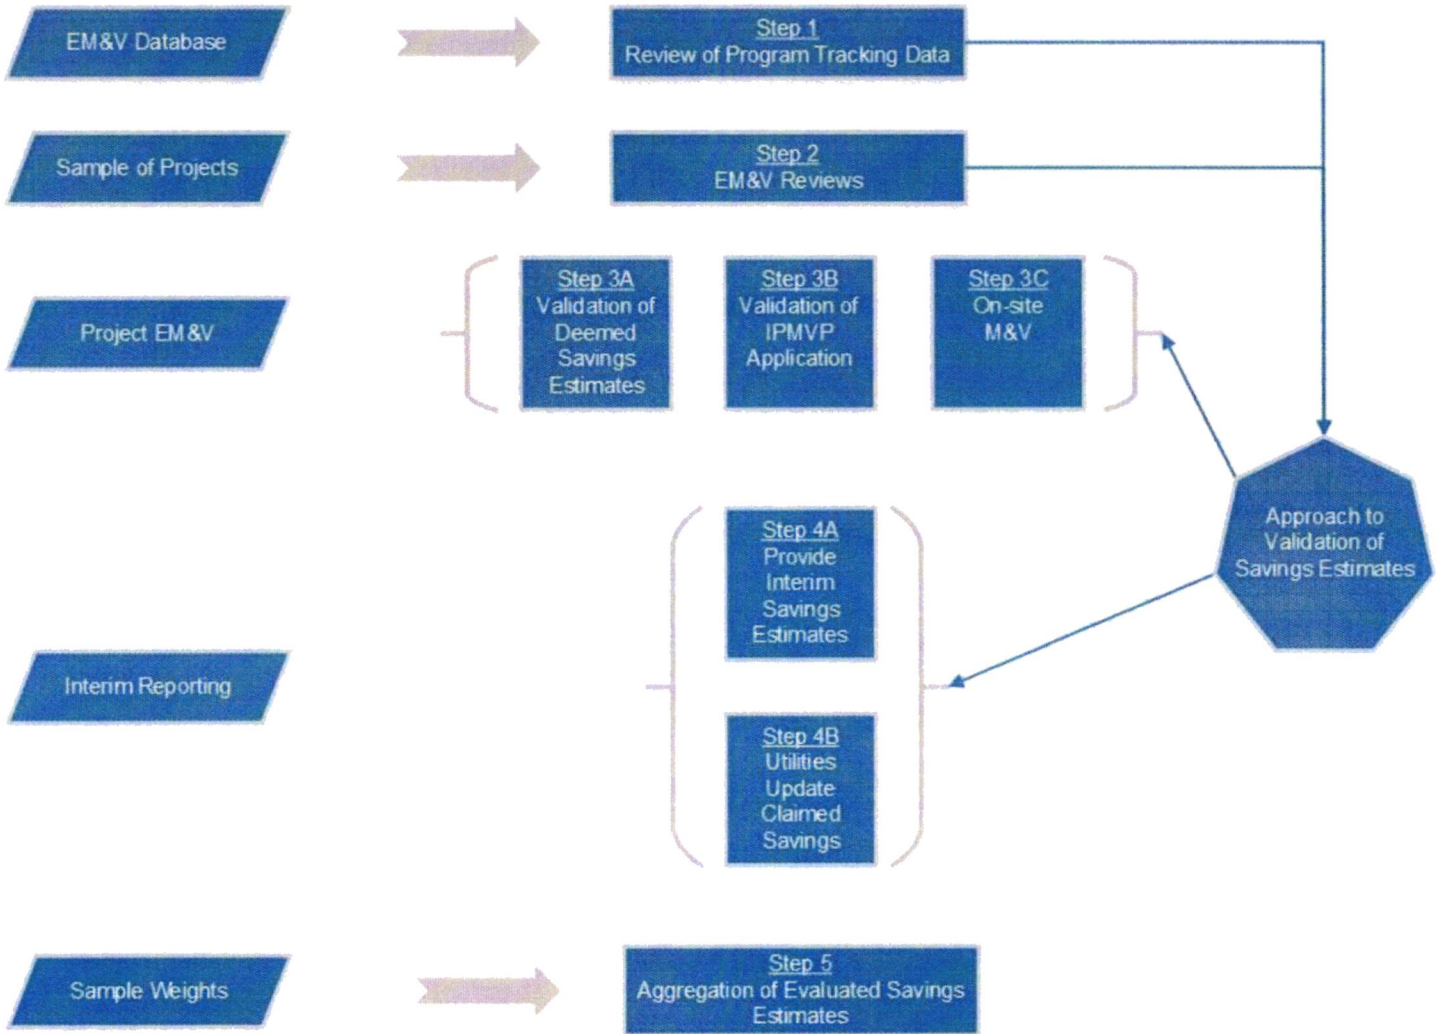 EM&V Database
Step 1
Review of Program Tracking Data
Sample of Projects
Step 2
EM&V Reviews
Project EM&V
Step 3A
Validation of
Deemed
Savings
Estimates
Step 3B
Validation of
IPMVP
Application
Step 3C
On-site
M&V
Approach to
Validation of
Savings Estimates
Interim Reporting
Step 4A
Provide
Interim
Savings
Estimates
Step 4B
Utilities
Update
Claimed
Savings
Sample Weights
Step 5
Aggregation of Evaluated Savings
Estimates